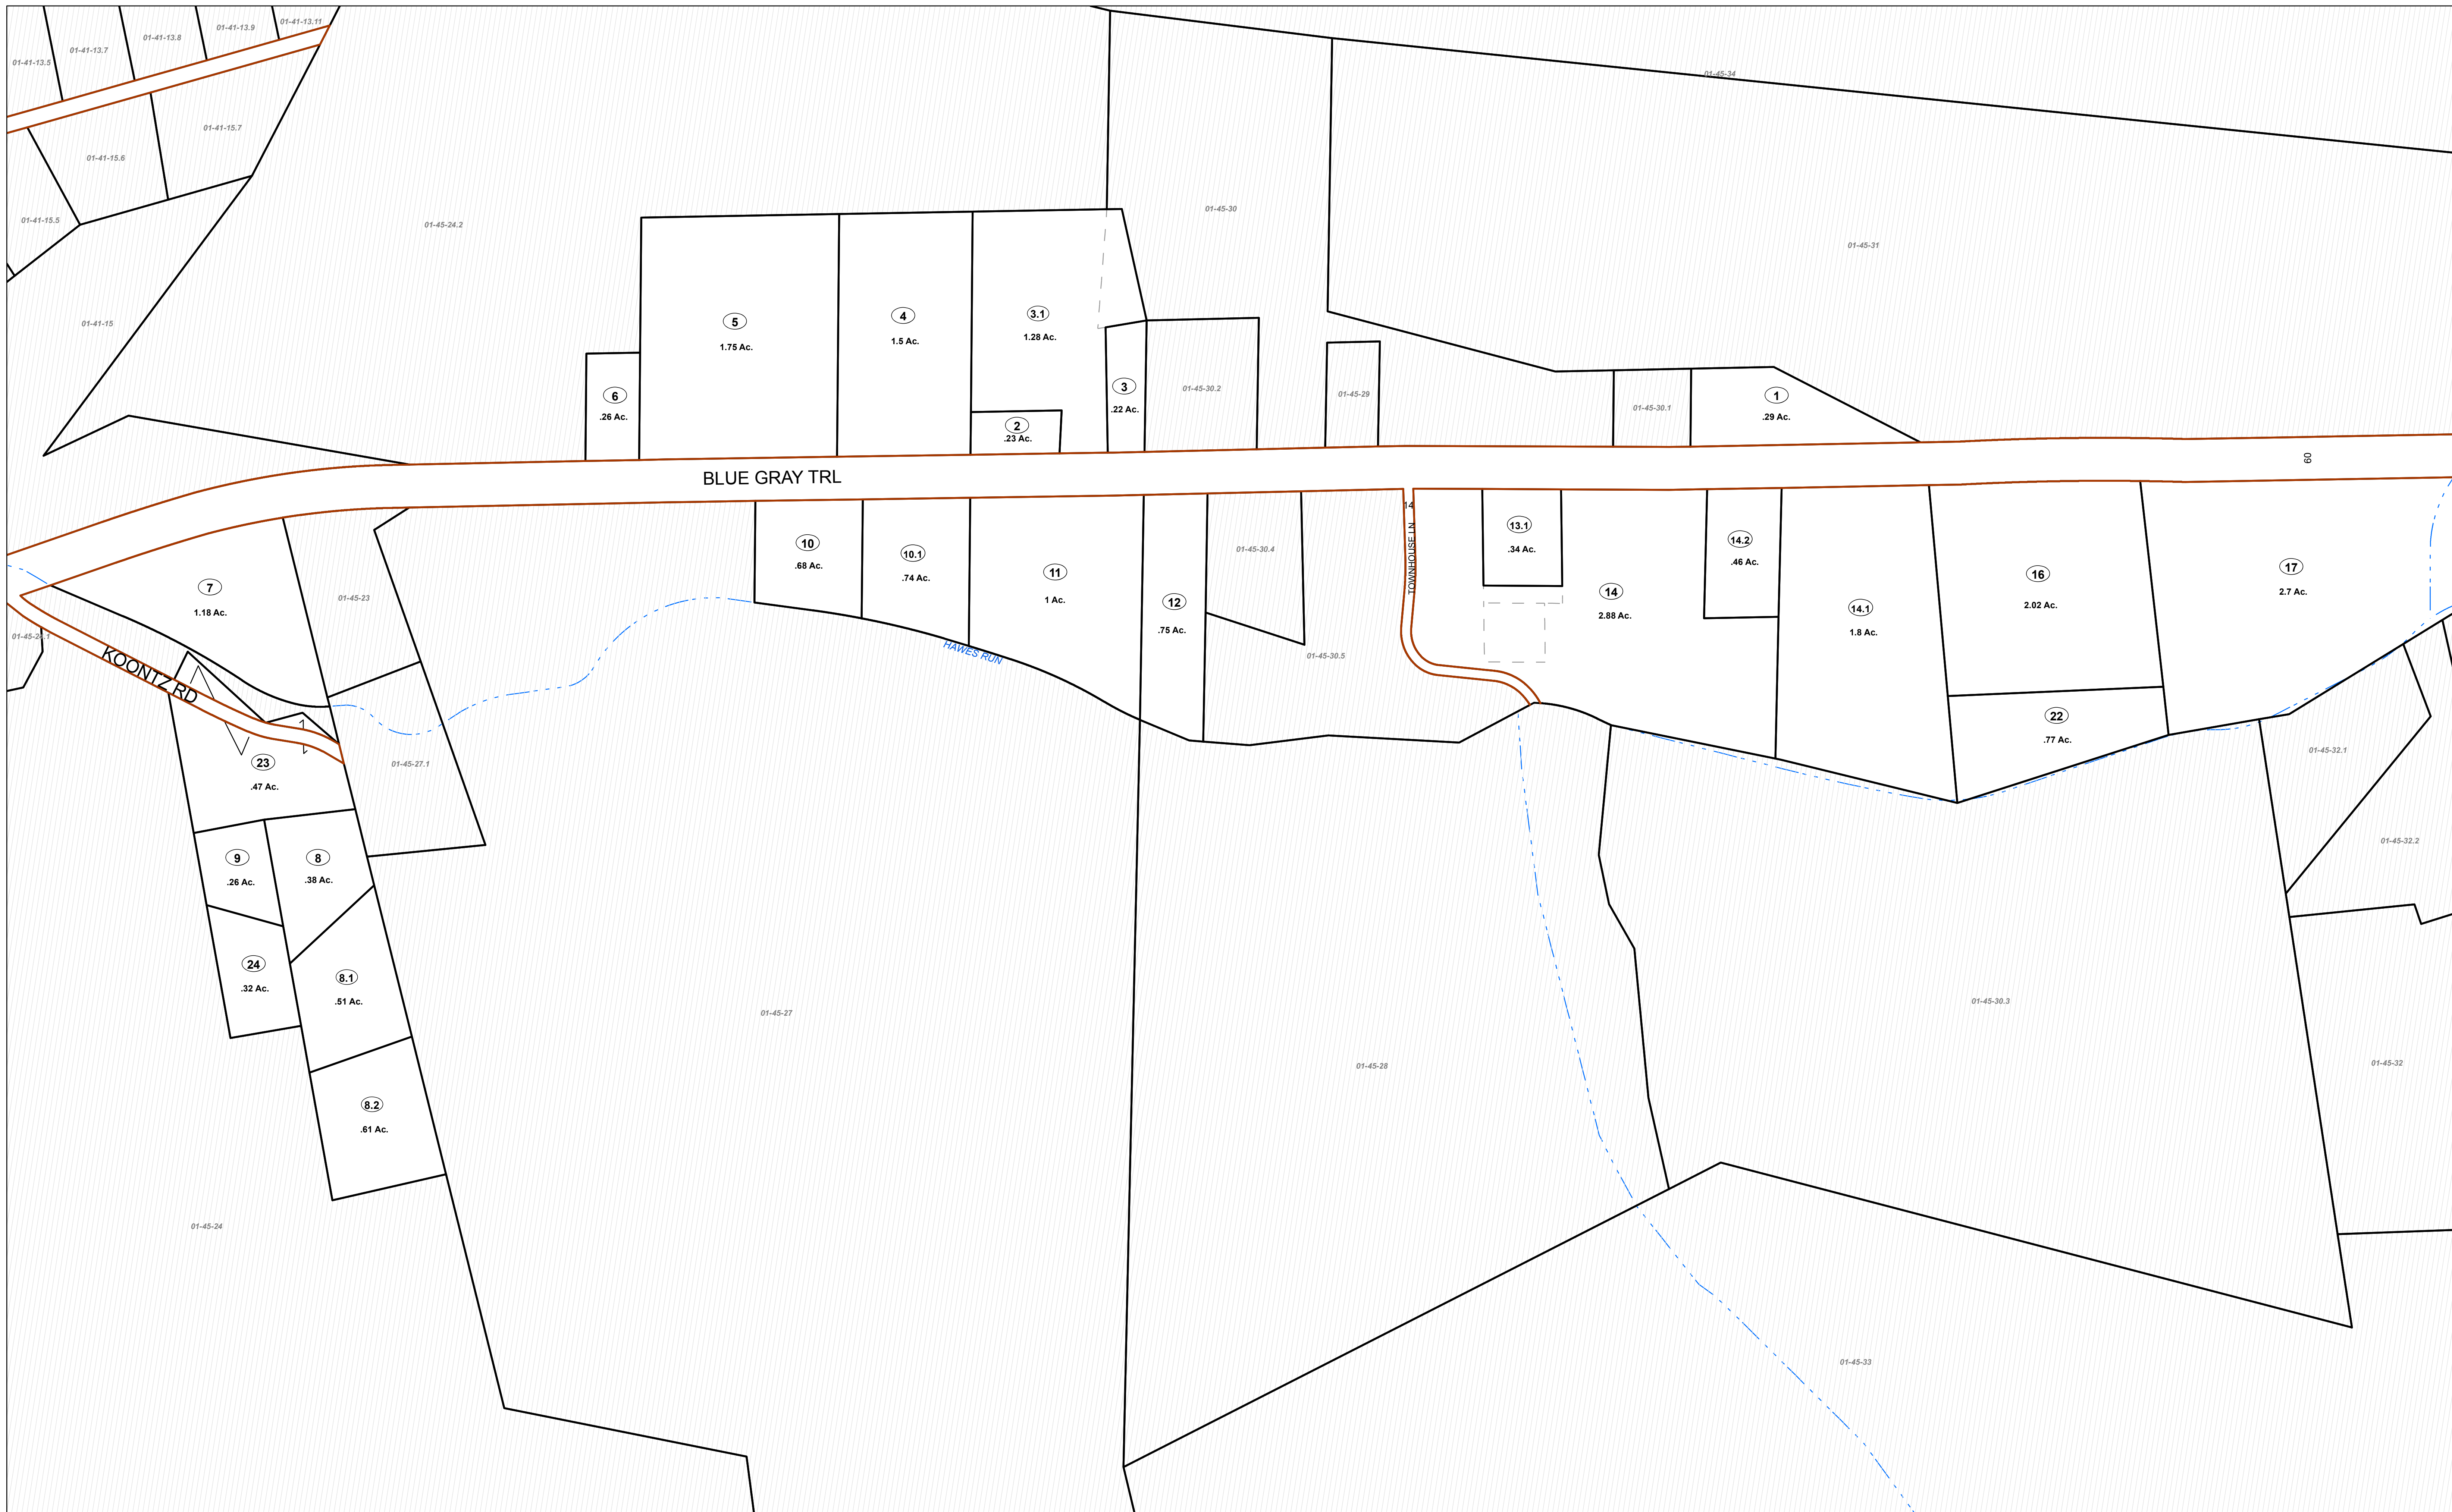 01-41-13.5
01-41-13.7
01-41-13.8
01-41-13.9
01-41-13.11
01-41-15.7
01-41-15.6
01-41-15.5
01-41-15
01-45-24.2
01-45-30
01-45-34
01-45-31
5
1.75 Ac.
4
1.5 Ac.
3.1
1.28 Ac.
6
.26 Ac.
2
.23 Ac.
3
.22 Ac.
01-45-30.2
01-45-29
01-45-30.1
1
.29 Ac.
BLUE GRAY TRL
60
7
1.18 Ac.
01-45-23
01-45-24.1
KOONTZ RD
10
.68 Ac.
10.1
.74 Ac.
11
1 Ac.
HAWES RUN
12
.75 Ac.
01-45-30.4
01-45-30.5
14
TOWNHOUSE LN
13.1
.34 Ac.
14
2.88 Ac.
14.2
.46 Ac.
14.1
1.8 Ac.
16
2.02 Ac.
17
2.7 Ac.
22
.77 Ac.
01-45-32.1
01-45-32.2
23
.47 Ac.
01-45-27.1
9
.26 Ac.
8
.38 Ac.
24
.32 Ac.
8.1
.51 Ac.
8.2
.61 Ac.
01-45-27
01-45-28
01-45-30.3
01-45-32
01-45-24
01-45-33